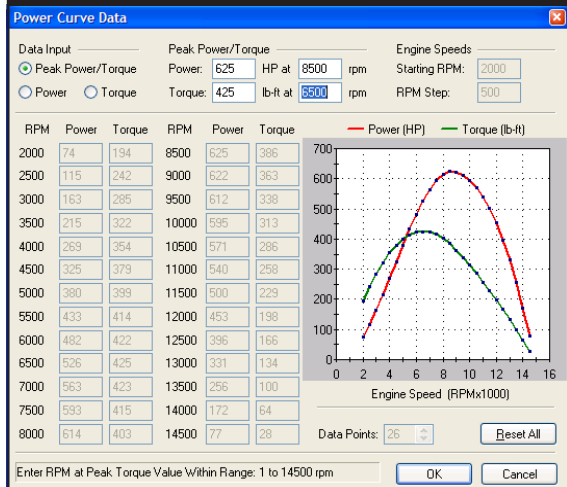 Power Curve Data
Data Input
Peak Power/Torque
Power Torque
Peak Power/Torque
Power: 625 HP at 8500 rpm
Torque: 425 lb-ft at 6500 rpm
Engine Speeds
Starting RPM: 2000
RPM Step: 500
RPM Power Torque RPM Power Torque
2000 74 194 8500 625 386
2500 115 242 9000 622 363
3000 163 285 9500 612 338
3500 215 322 10000 595 313
4000 269 354 10500 571 286
4500 325 379 11000 540 258
5000 380 399 11500 500 229
5500 433 414 12000 453 198
6000 482 422 12500 396 166
6500 526 425 13000 331 134
7000 563 423 13500 256 100
7500 593 415 14000 172 64
8000 614 403 14500 77 28
Power (HP) Torque (lb-ft)
700
600
500
400
300
200
100
0
0 2 4 6 8 10 12 14 16
Engine Speed (RPMx1000)
Data Points: 26
Reset All
Enter RPM at Peak Torque Value Within Range: 1 to 14500 rpm
OK
Cancel